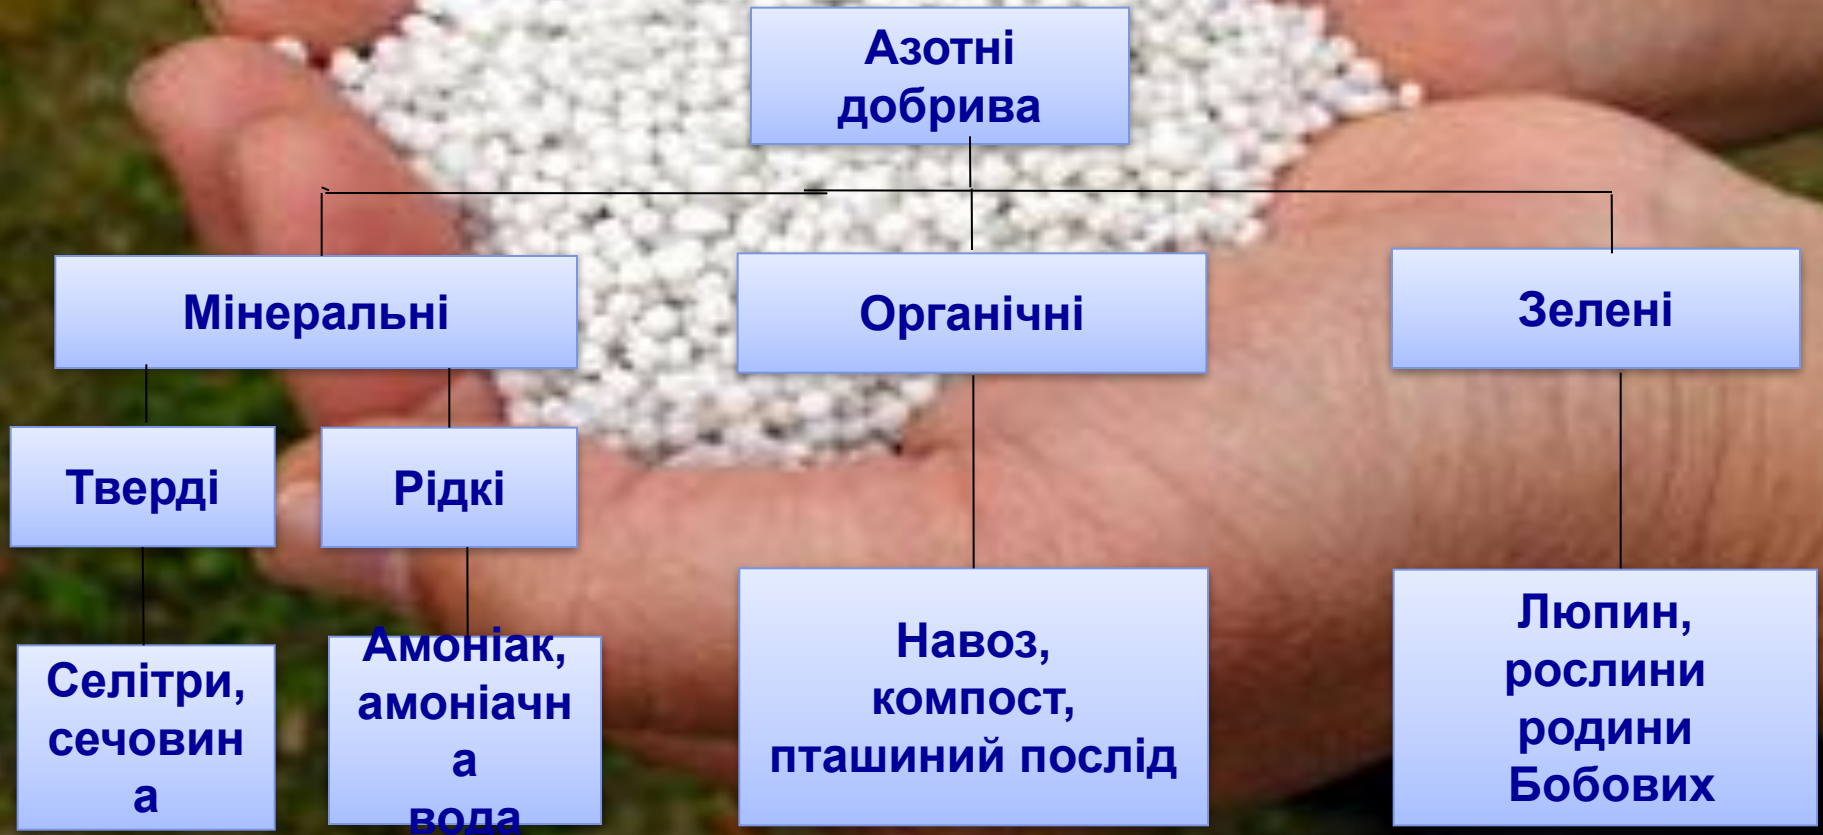 Азотні
добрива
Мінеральні
Органічні
Зелені
Тверді
Рідкі
Селітри,
сечовин
а
Амоніак,
амоніачн
а
вода
Навоз,
компост,
пташиний послід
Люпин,
рослини
родини
Бобових